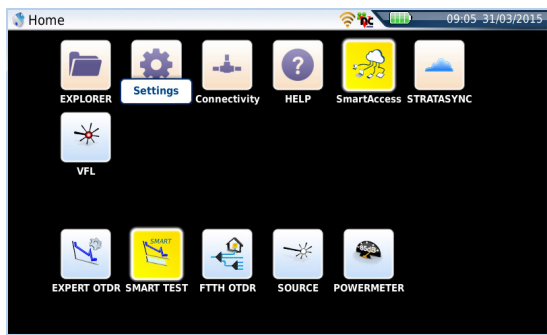 Home
09:05 31/03/2015
EXPLORER
Settings
Connectivity
HELP
SmartAccess
STRATASYNC
VFL
SMART
-85dB
EXPERT OTDR
SMART TEST
FTTH OTDR
SOURCE
POWERMETER